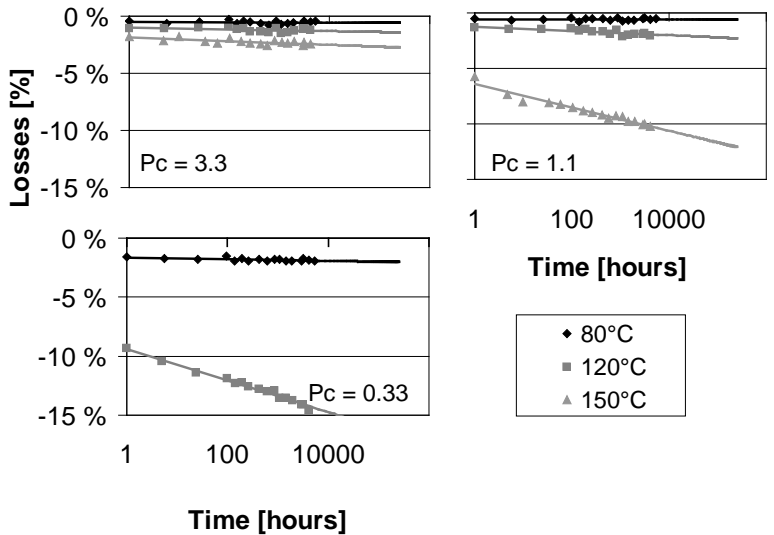 0 %
-5 %
-10 %
-15 %
Losses [%]
Pc = 3.3
Pc = 1.1
1 100 10000
Time [hours]
0 %
-5 %
-10 %
-15 %
Pc = 0.33
1 100 10000
Time [hours]
80°C
120°C
150°C